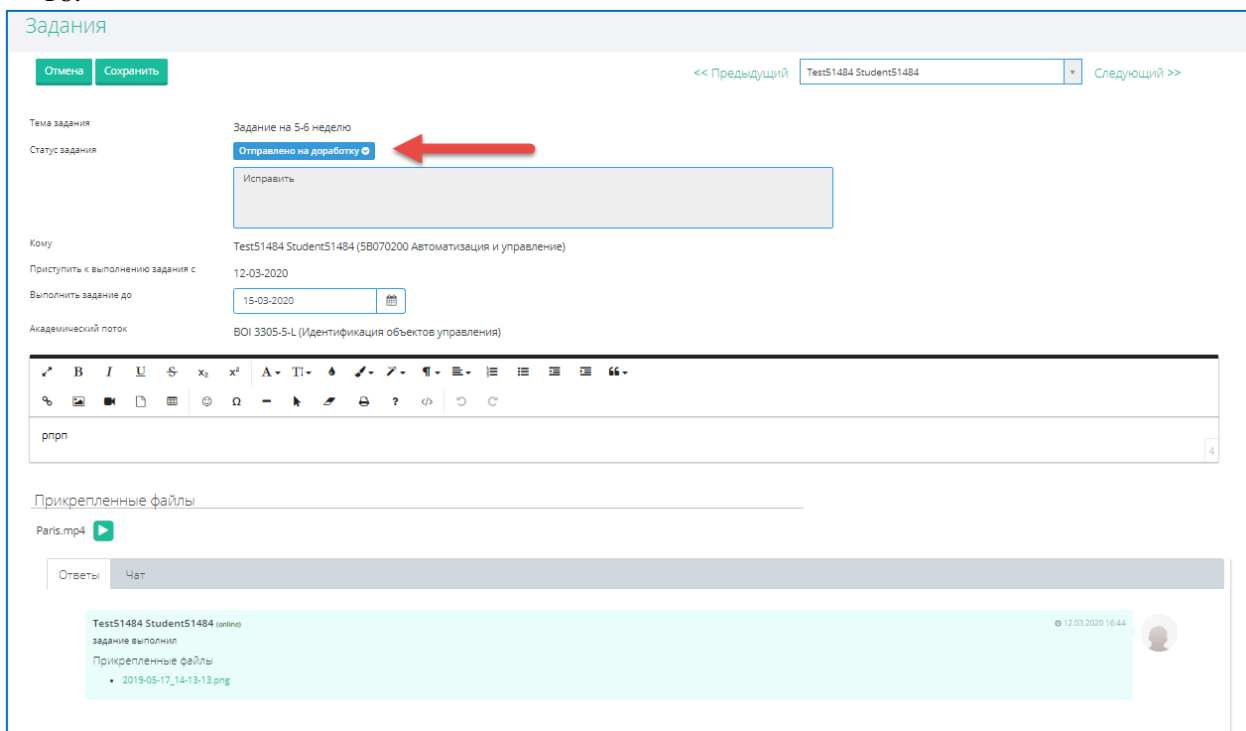 Задания
Отмена Сохранить << Предыдущий Test51484 Student51484 Следующий >>
Тема задания Задание на 5-6 неделю
Статус задания Отправлено на доработку
Исправить
Кому Test51484 Student51484 (5B070200 Автоматизация и управление)
Приступить к выполнению задания с 12-03-2020
Выполнить задание до 15-03-2020
Академический поток BOI 3305-5-L (Идентификация объектов управления)
B I U S x₂ x² A T ¶ “
Ω ? </>
рпрп
4
Прикрепленные файлы
Paris.mp4
Ответы Чат
Test51484 Student51484 (online) 12.03.2020 16:44
задание выполнил
Прикрепленные файлы
• 2019-05-17_14-13-13.png